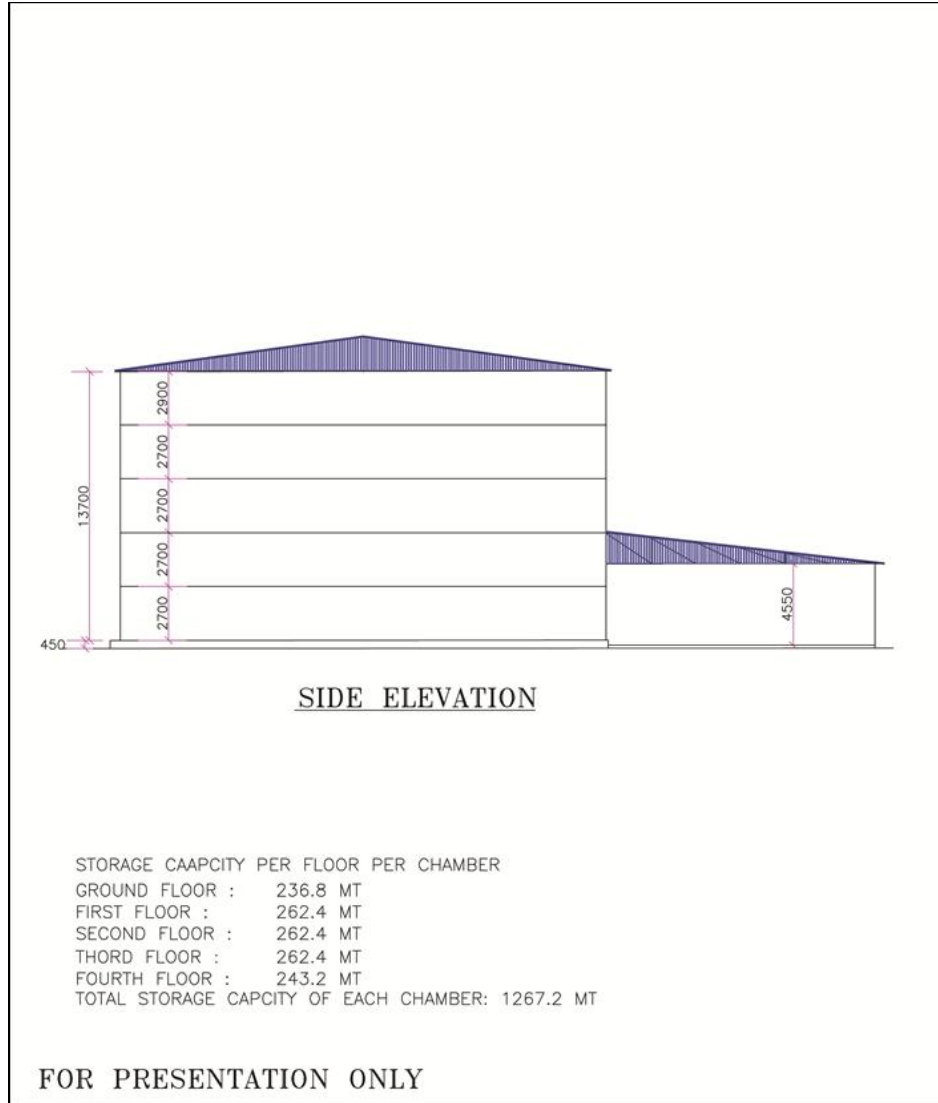 2900
2700
2700
2700
2700
13700
450
4550
SIDE ELEVATION
STORAGE CAAPCITY PER FLOOR PER CHAMBER
GROUND FLOOR : 236.8 MT
FIRST FLOOR : 262.4 MT
SECOND FLOOR : 262.4 MT
THORD FLOOR : 262.4 MT
FOURTH FLOOR : 243.2 MT
TOTAL STORAGE CAPCITY OF EACH CHAMBER: 1267.2 MT
FOR PRESENTATION ONLY